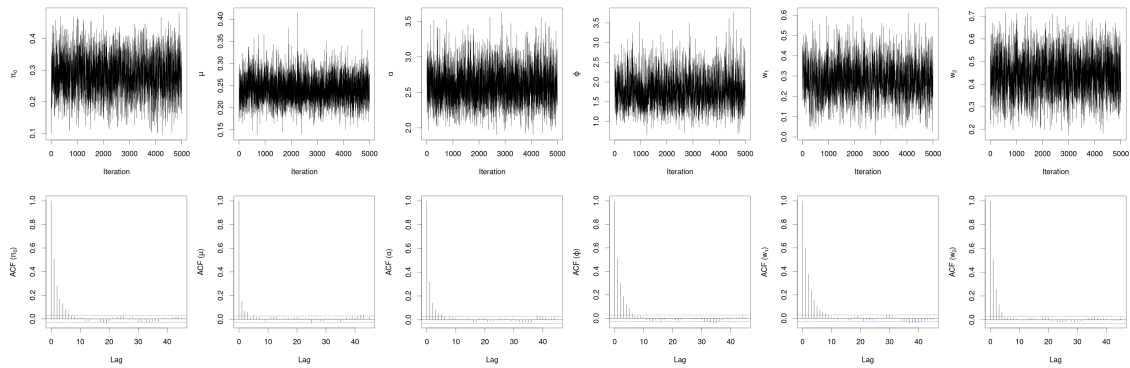 π₀
0.1 0.2 0.3 0.4
0 1000 2000 3000 4000 5000
Iteration
μ
0.15 0.20 0.25 0.30 0.35 0.40
0 1000 2000 3000 4000 5000
Iteration
α
2.0 2.5 3.0 3.5
0 1000 2000 3000 4000 5000
Iteration
ϕ
1.0 1.5 2.0 2.5 3.0 3.5
0 1000 2000 3000 4000 5000
Iteration
w₁
0.0 0.1 0.2 0.3 0.4 0.5 0.6
0 1000 2000 3000 4000 5000
Iteration
w₂
0.2 0.3 0.4 0.5 0.6 0.7
0 1000 2000 3000 4000 5000
Iteration
ACF (π₀)
0.0 0.2 0.4 0.6 0.8 1.0
0 10 20 30 40
Lag
ACF (μ)
0.0 0.2 0.4 0.6 0.8 1.0
0 10 20 30 40
Lag
ACF (α)
0.0 0.2 0.4 0.6 0.8 1.0
0 10 20 30 40
Lag
ACF (ϕ)
0.0 0.2 0.4 0.6 0.8 1.0
0 10 20 30 40
Lag
ACF (w₁)
0.0 0.2 0.4 0.6 0.8 1.0
0 10 20 30 40
Lag
ACF (w₂)
0.0 0.2 0.4 0.6 0.8 1.0
0 10 20 30 40
Lag